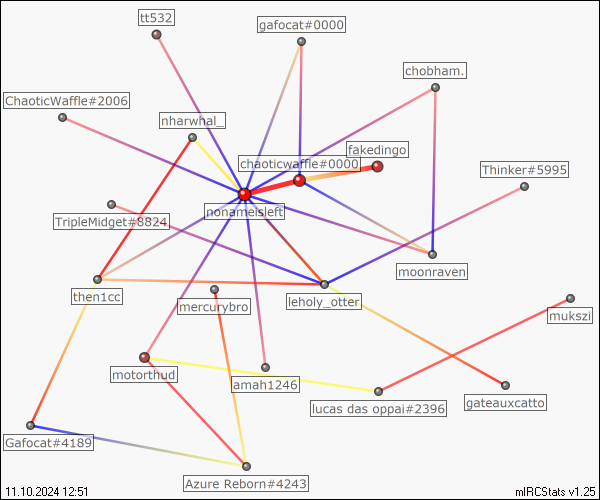 tt532
gafocat#0000
chobham.
ChaoticWaffle#2006
nharwhal_
fakedingo
chaoticwaffle#0000
Thinker#5995
nonameisleft
TripleMidget#8824
moonraven
then1cc
leholy_otter
mercurybro
mukszi
motorthud
amah1246
lucas das oppai#2396
gateauxcatto
Gafocat#4189
Azure Reborn#4243
11.10.2024 12:51
mIRCStats v1.25